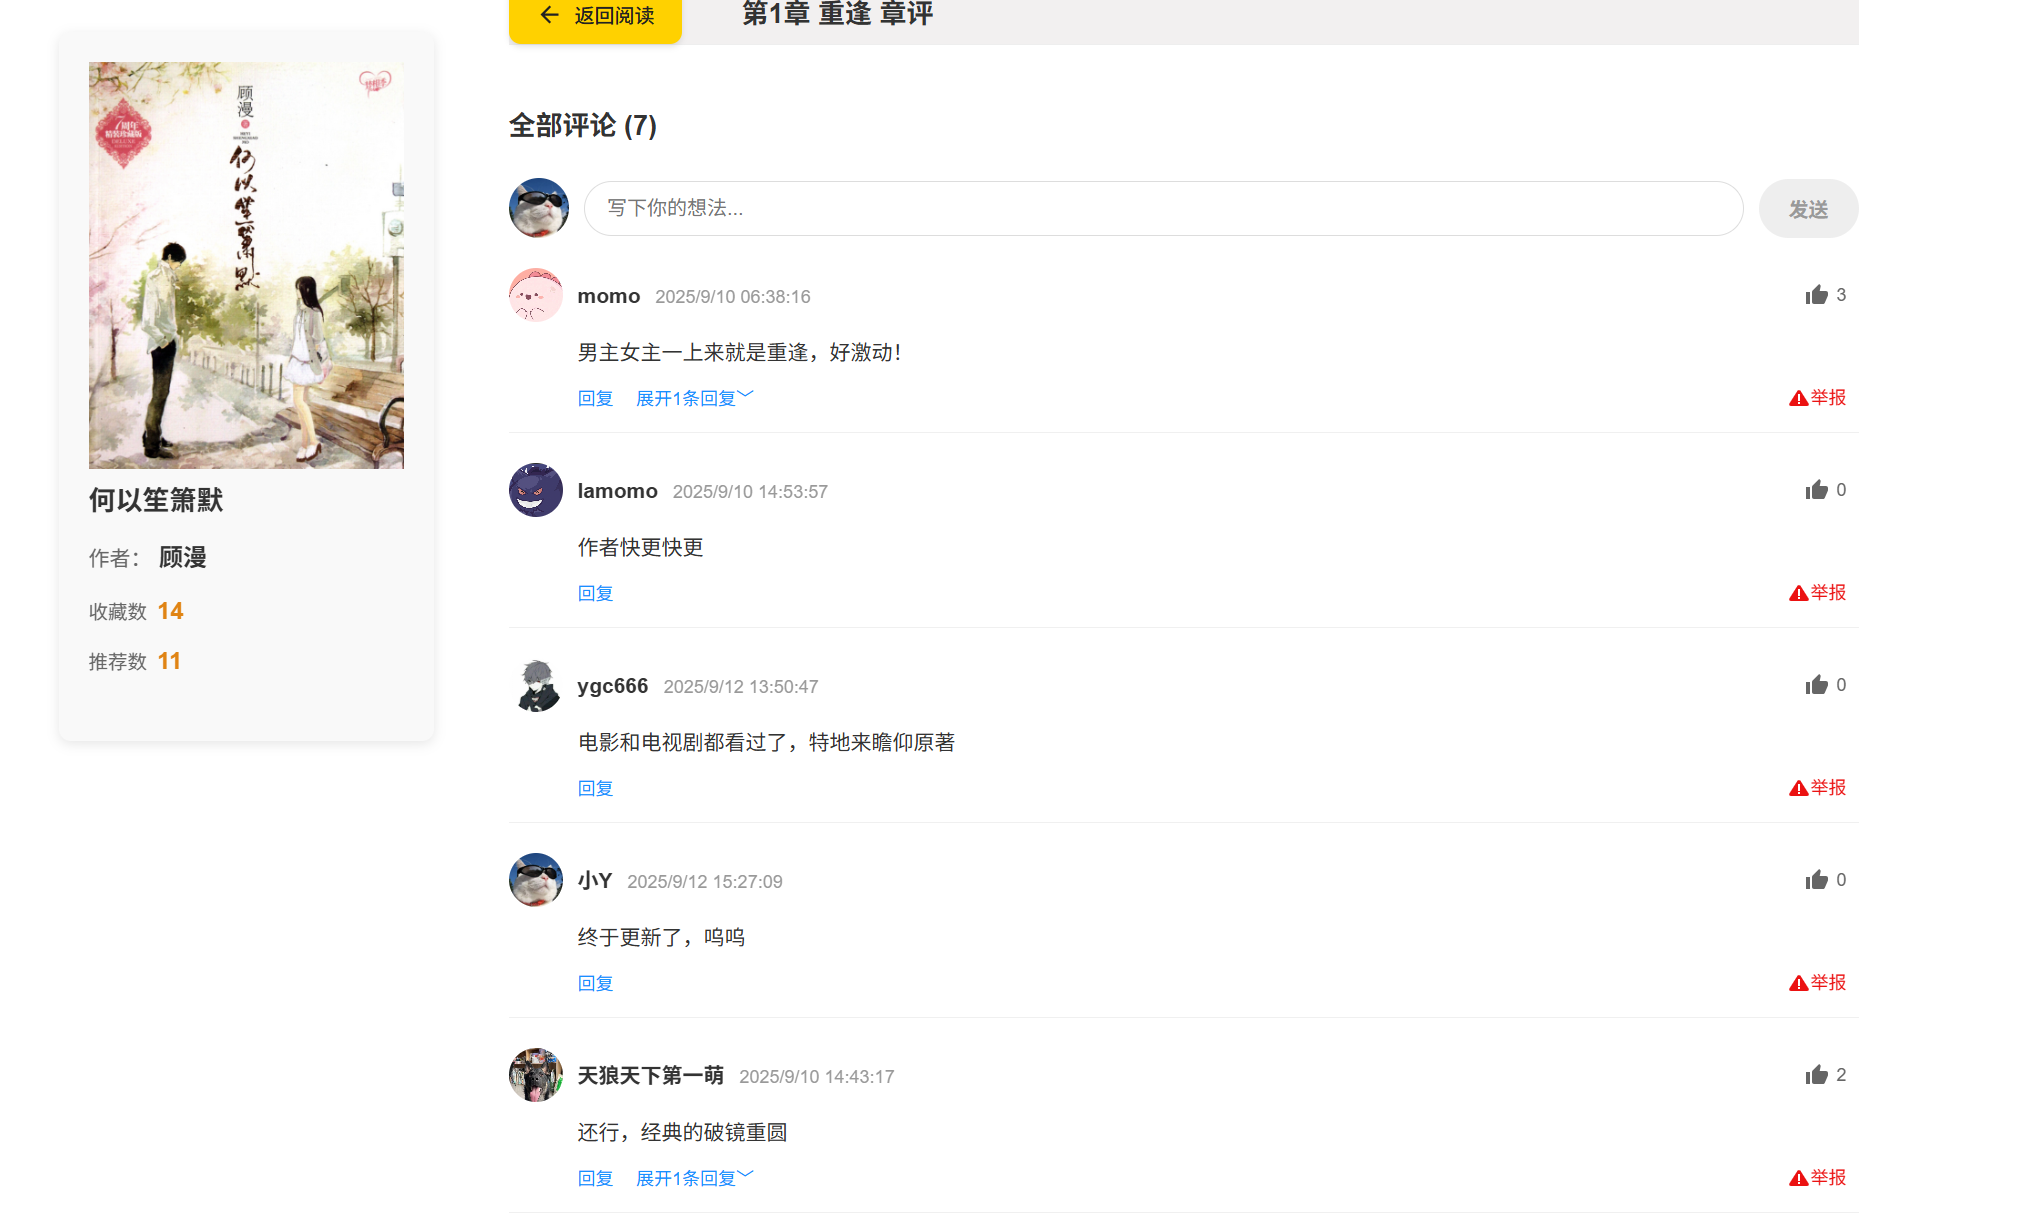 返回阅读
第1章 重逢 章评
顾漫
7周年
精装珍藏版
DELUXE
何以笙箫默
何以笙箫默
作者： 顾漫
收藏数 14
推荐数 11
全部评论 (7)
写下你的想法...
发送
momo 2025/9/10 06:38:16 3
男主女主一上来就是重逢，好激动！
回复 展开1条回复 举报
lamomo 2025/9/10 14:53:57 0
作者快更快更
回复 举报
ygc666 2025/9/12 13:50:47 0
电影和电视剧都看过了，特地来瞻仰原著
回复 举报
小Y 2025/9/12 15:27:09 0
终于更新了，呜呜
回复 举报
天狼天下第一萌 2025/9/10 14:43:17 2
还行，经典的破镜重圆
回复 展开1条回复 举报